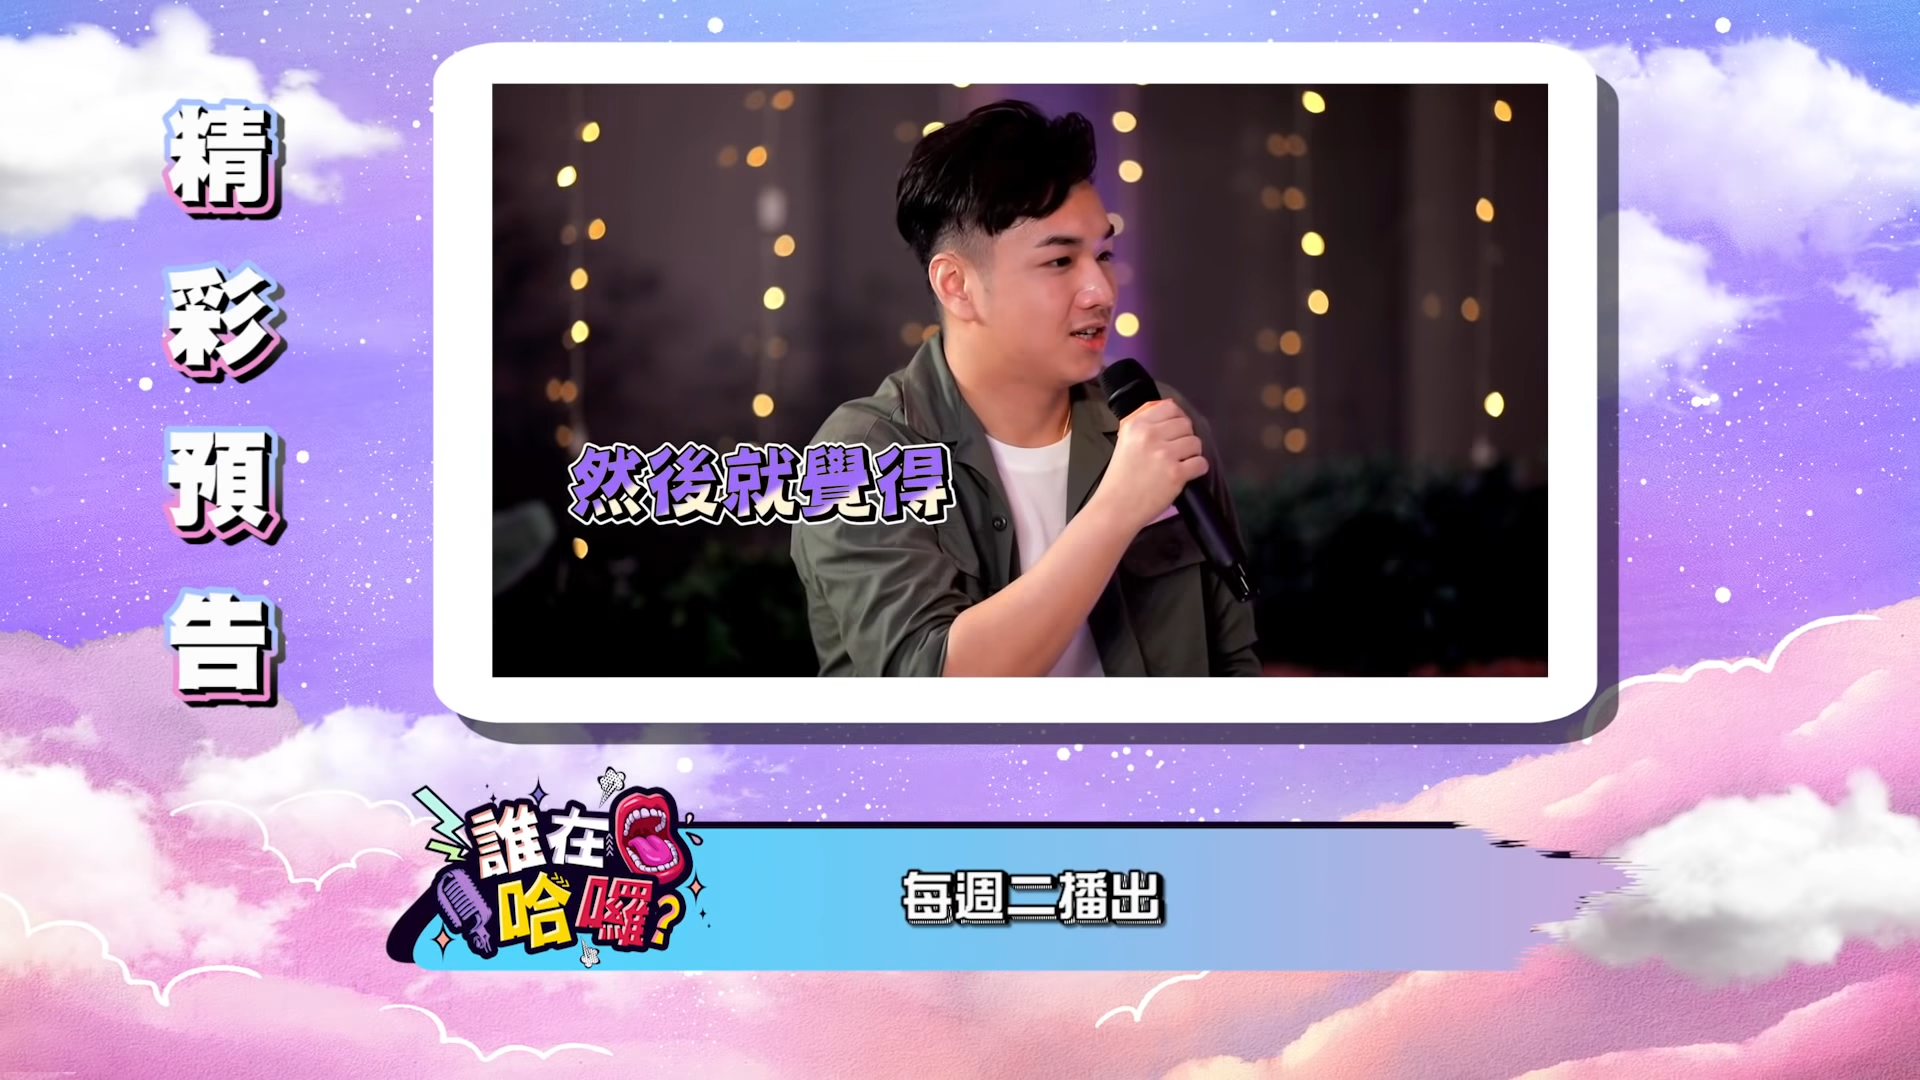 精彩預告
然後就覺得
誰在
哈囉?
每週二播出